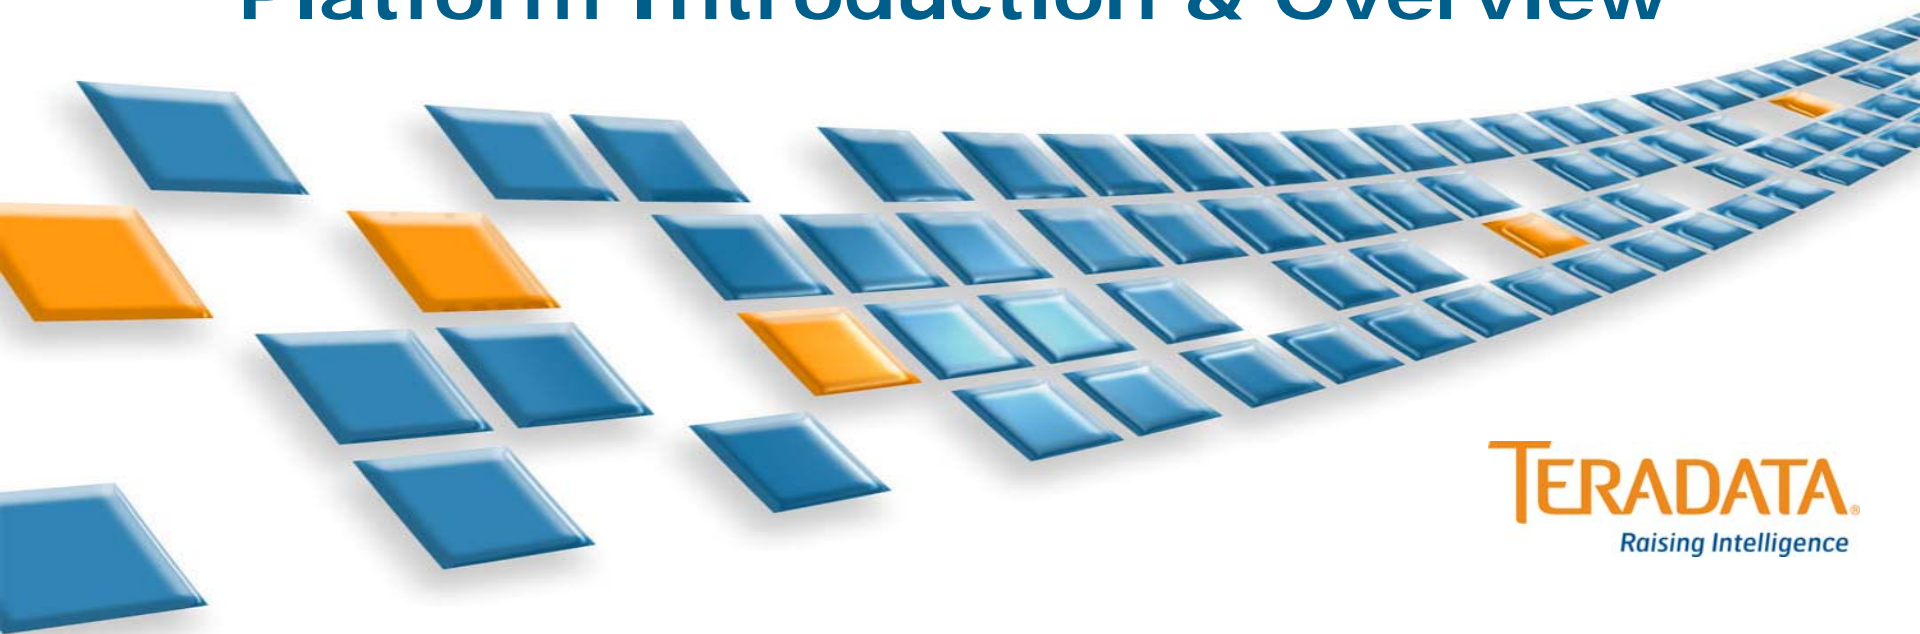 Platform Introduction & Overview
TERADATA®
Raising Intelligence